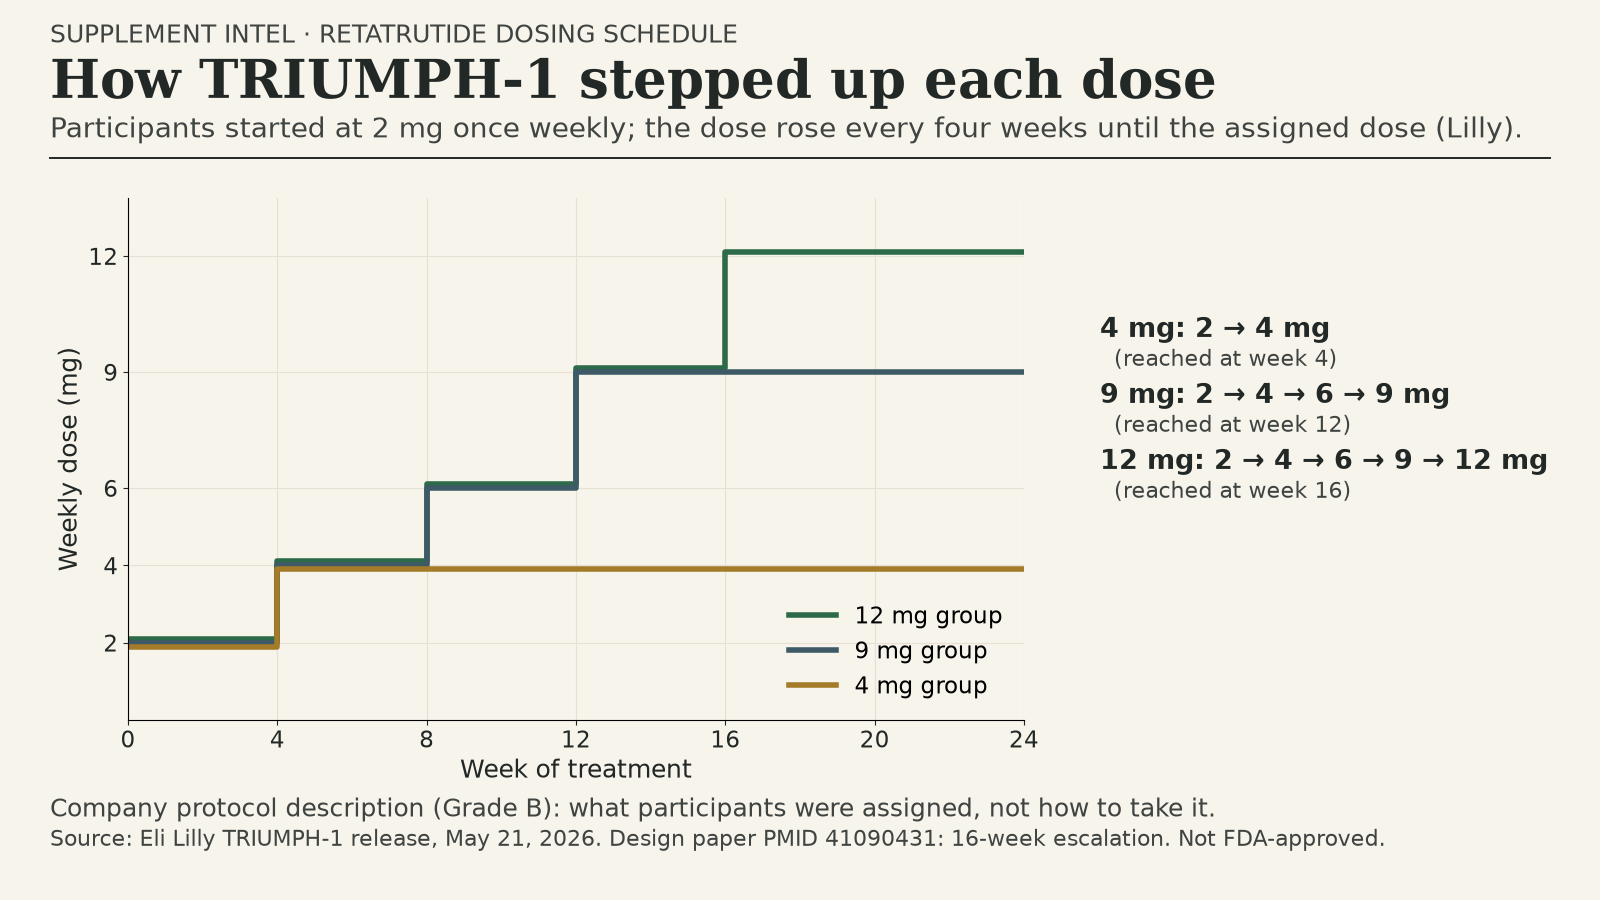 SUPPLEMENT INTEL · RETATRUTIDE DOSING SCHEDULE
How TRIUMPH-1 stepped up each dose
Participants started at 2 mg once weekly; the dose rose every four weeks until the assigned dose (Lilly).
Weekly dose (mg)
12
9
6
4
2
0 4 8 12 16 20 24
Week of treatment
12 mg group
9 mg group
4 mg group
4 mg: 2 → 4 mg
(reached at week 4)
9 mg: 2 → 4 → 6 → 9 mg
(reached at week 12)
12 mg: 2 → 4 → 6 → 9 → 12 mg
(reached at week 16)
Company protocol description (Grade B): what participants were assigned, not how to take it.
Source: Eli Lilly TRIUMPH-1 release, May 21, 2026. Design paper PMID 41090431: 16-week escalation. Not FDA-approved.